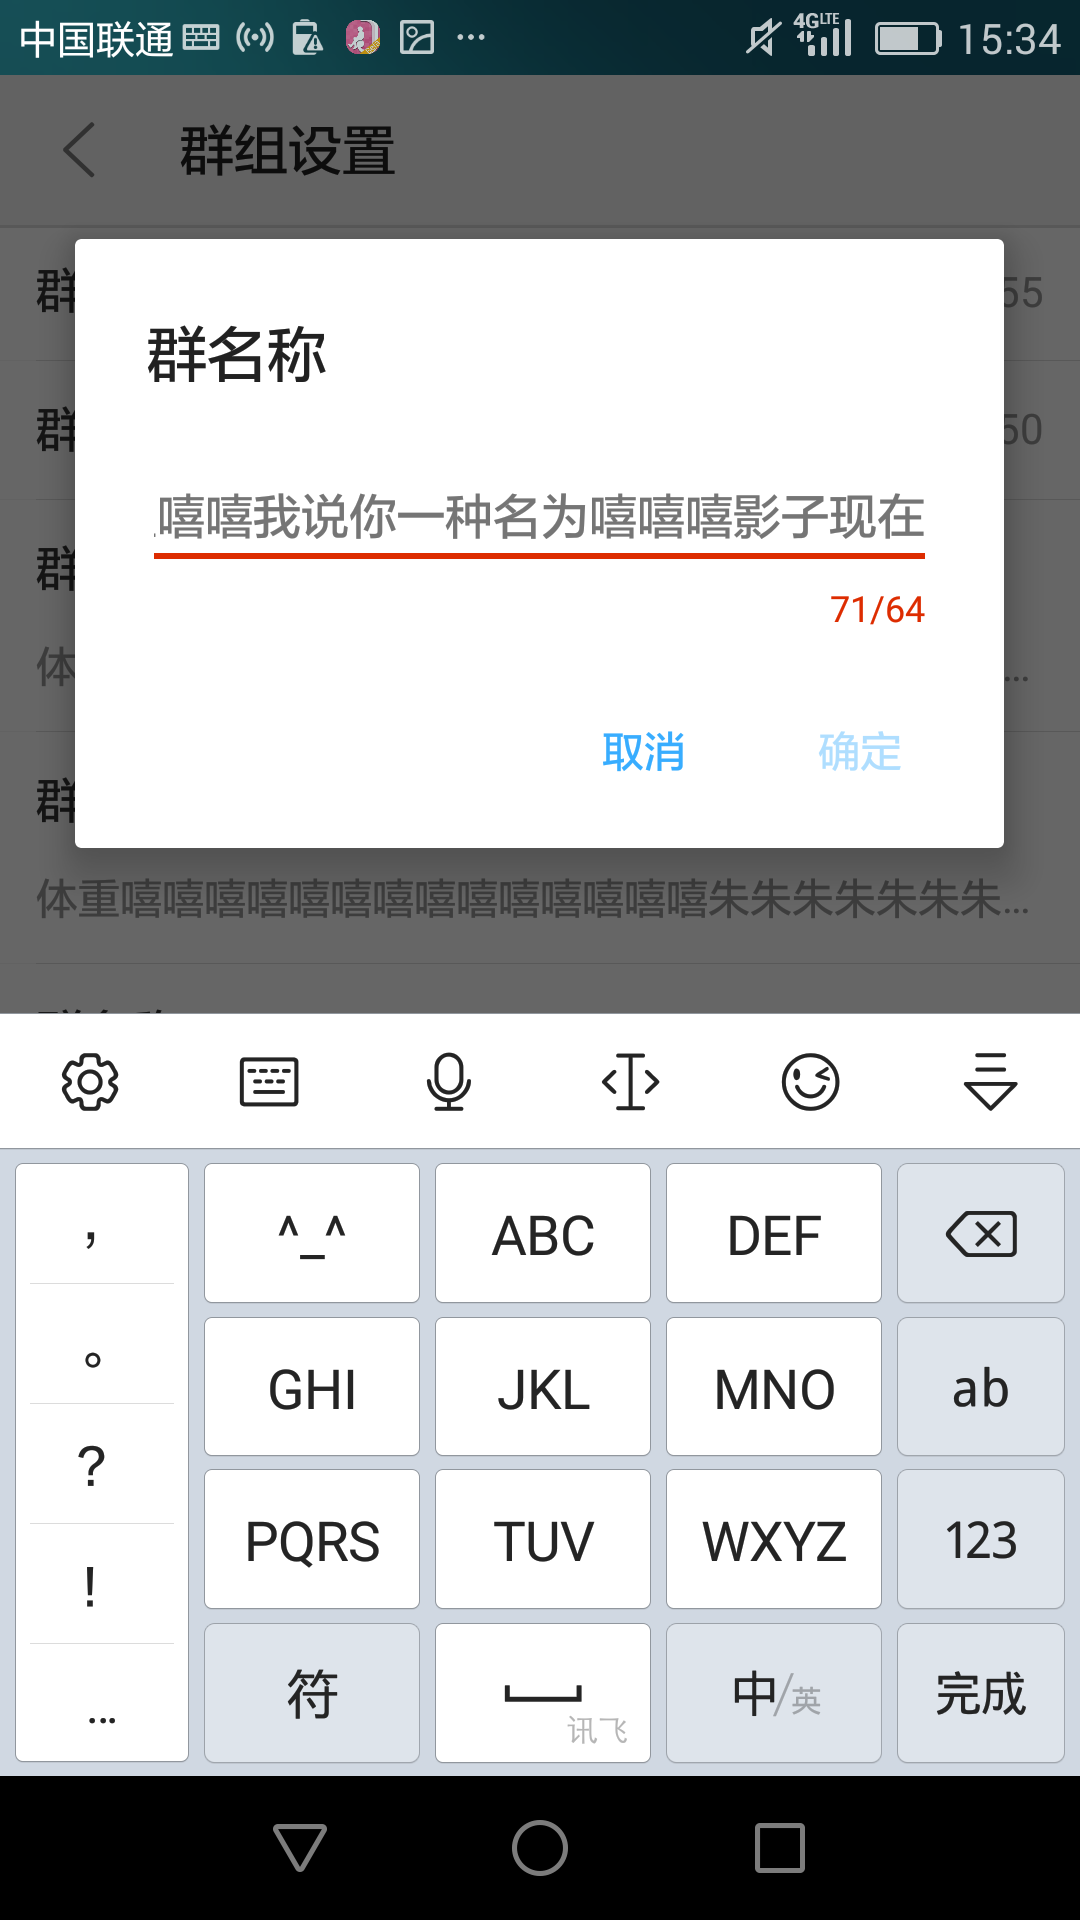 中国联通 4G LTE 15:34
群组设置
群 55
群 50
群
体 ...
群
群名称
嘻嘻我说你一种名为嘻嘻嘻影子现在
71/64
取消 确定
体重嘻嘻嘻嘻嘻嘻嘻嘻嘻嘻嘻嘻嘻嘻朱朱朱朱朱朱朱...
， ^_^ ABC DEF
。 GHI JKL MNO ab
? PQRS TUV WXYZ 123
!
... 符 讯飞 中/英 完成